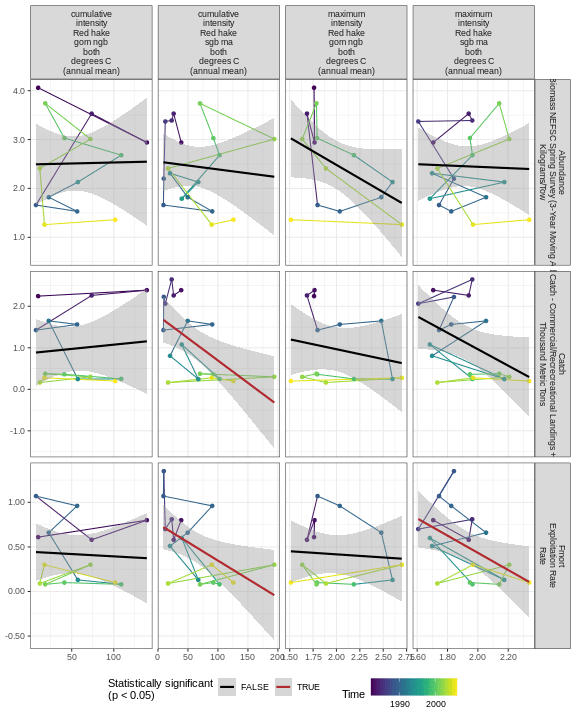 cumulative
intensity
Red hake
gom ngb
both
degrees C
(annual mean)
cumulative
intensity
Red hake
sgb ma
both
degrees C
(annual mean)
maximum
intensity
Red hake
gom ngb
both
degrees C
(annual mean)
maximum
intensity
Red hake
sgb ma
both
degrees C
(annual mean)
4.0
3.0
2.0
1.0
Abundance
Biomass NEFSC Spring Survey (3-Year Moving A
Kilograms/Tow
2.0
1.0
0.0
-1.0
Catch
Catch - Commercial/Recreational Landings +
Thousand Metric Tons
1.00
0.50
0.00
-0.50
Fmort
Exploitation Rate
Rate
50 100
0 50 100 150 200
1.50 1.75 2.00 2.25 2.50 2.75
1.60 1.80 2.00 2.20
Statistically significant
(p < 0.05)
FALSE TRUE
Time
1990 2000